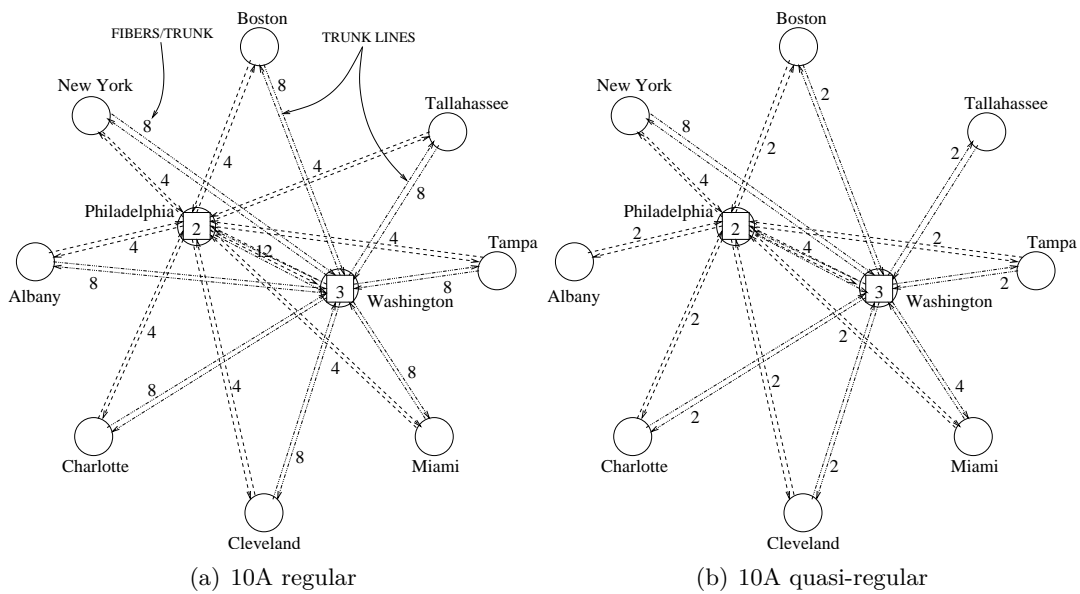 Boston
FIBERS/TRUNK
TRUNK LINES
New York
8
8
Tallahassee
4
4
4
8
Philadelphia
2
4
12
4
Tampa
8
3
8
Albany
Washington
4
8
4
4
8
8
Charlotte
Miami
Cleveland
(a) 10A regular
Boston
New York
2
8
Tallahassee
2
2
4
Philadelphia
2
2
4
2
Tampa
2
3
Albany
Washington
2
2
2
4
2
2
2
Charlotte
Miami
Cleveland
(b) 10A quasi-regular